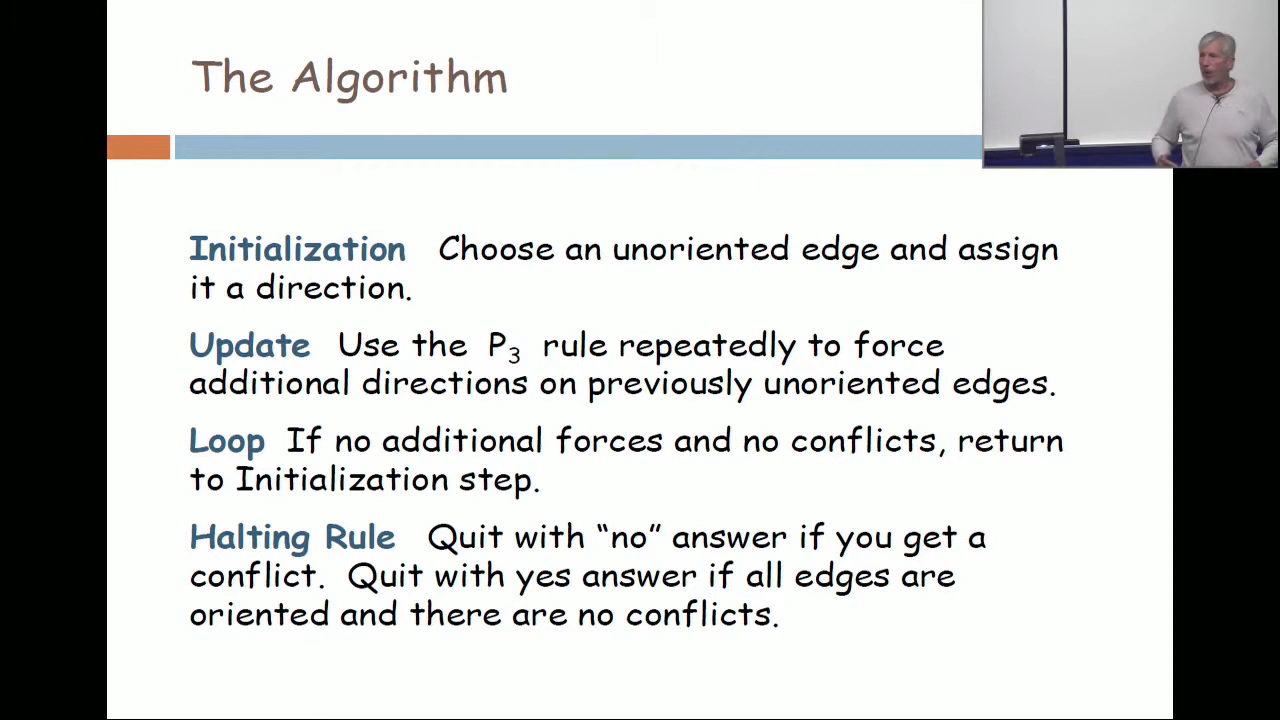 The Algorithm
Initialization Choose an unoriented edge and assign
it a direction.
Update Use the P₃ rule repeatedly to force
additional directions on previously unoriented edges.
Loop If no additional forces and no conflicts, return
to Initialization step.
Halting Rule Quit with “no” answer if you get a
conflict. Quit with yes answer if all edges are
oriented and there are no conflicts.